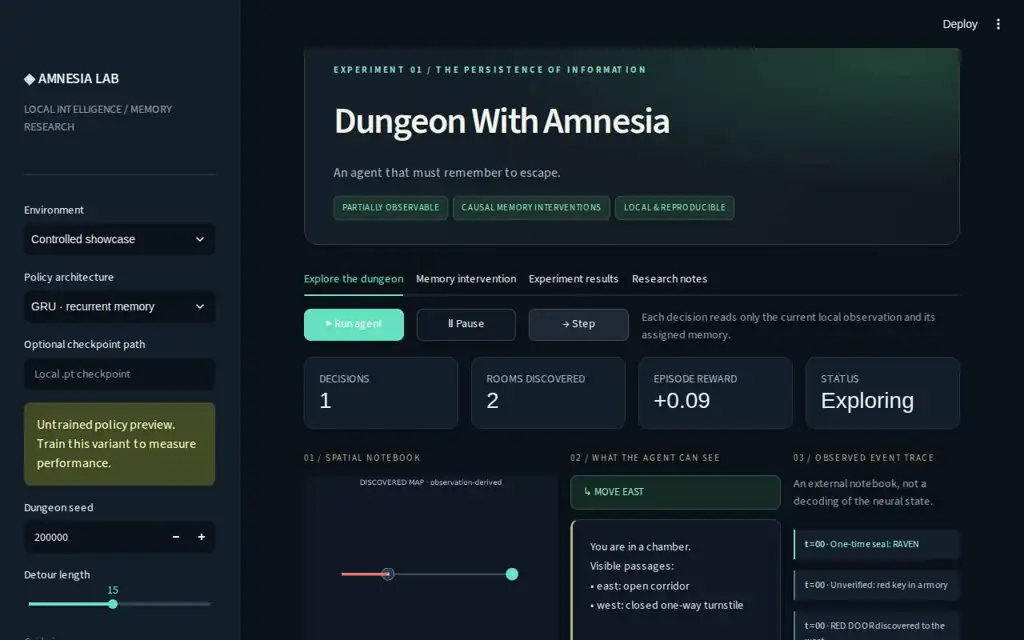 Deploy
◈ AMNESIA LAB
LOCAL INTELLIGENCE / MEMORY
RESEARCH
Environment
Controlled showcase
Policy architecture
GRU · recurrent memory
Optional checkpoint path
Local .pt checkpoint
Untrained policy preview.
Train this variant to measure
performance.
Dungeon seed
200000
Detour length
15
EXPERIMENT 01 / THE PERSISTENCE OF INFORMATION
Dungeon With Amnesia
An agent that must remember to escape.
PARTIALLY OBSERVABLE
CAUSAL MEMORY INTERVENTIONS
LOCAL & REPRODUCIBLE
Explore the dungeon
Memory intervention
Experiment results
Research notes
Run agent
Pause
→ Step
Each decision reads only the current local observation and its
assigned memory.
DECISIONS
1
ROOMS DISCOVERED
2
EPISODE REWARD
+0.09
STATUS
Exploring
01 / SPATIAL NOTEBOOK
DISCOVERED MAP · observation-derived
02 / WHAT THE AGENT CAN SEE
↳ MOVE EAST
You are in a chamber.
Visible passages:
• east: open corridor
• west: closed one-way turnstile
03 / OBSERVED EVENT TRACE
An external notebook, not a
decoding of the neural state.
t=00 · One-time seal: RAVEN
t=00 · Unverified: red key in armory
t=00 · RED DOOR discovered to the